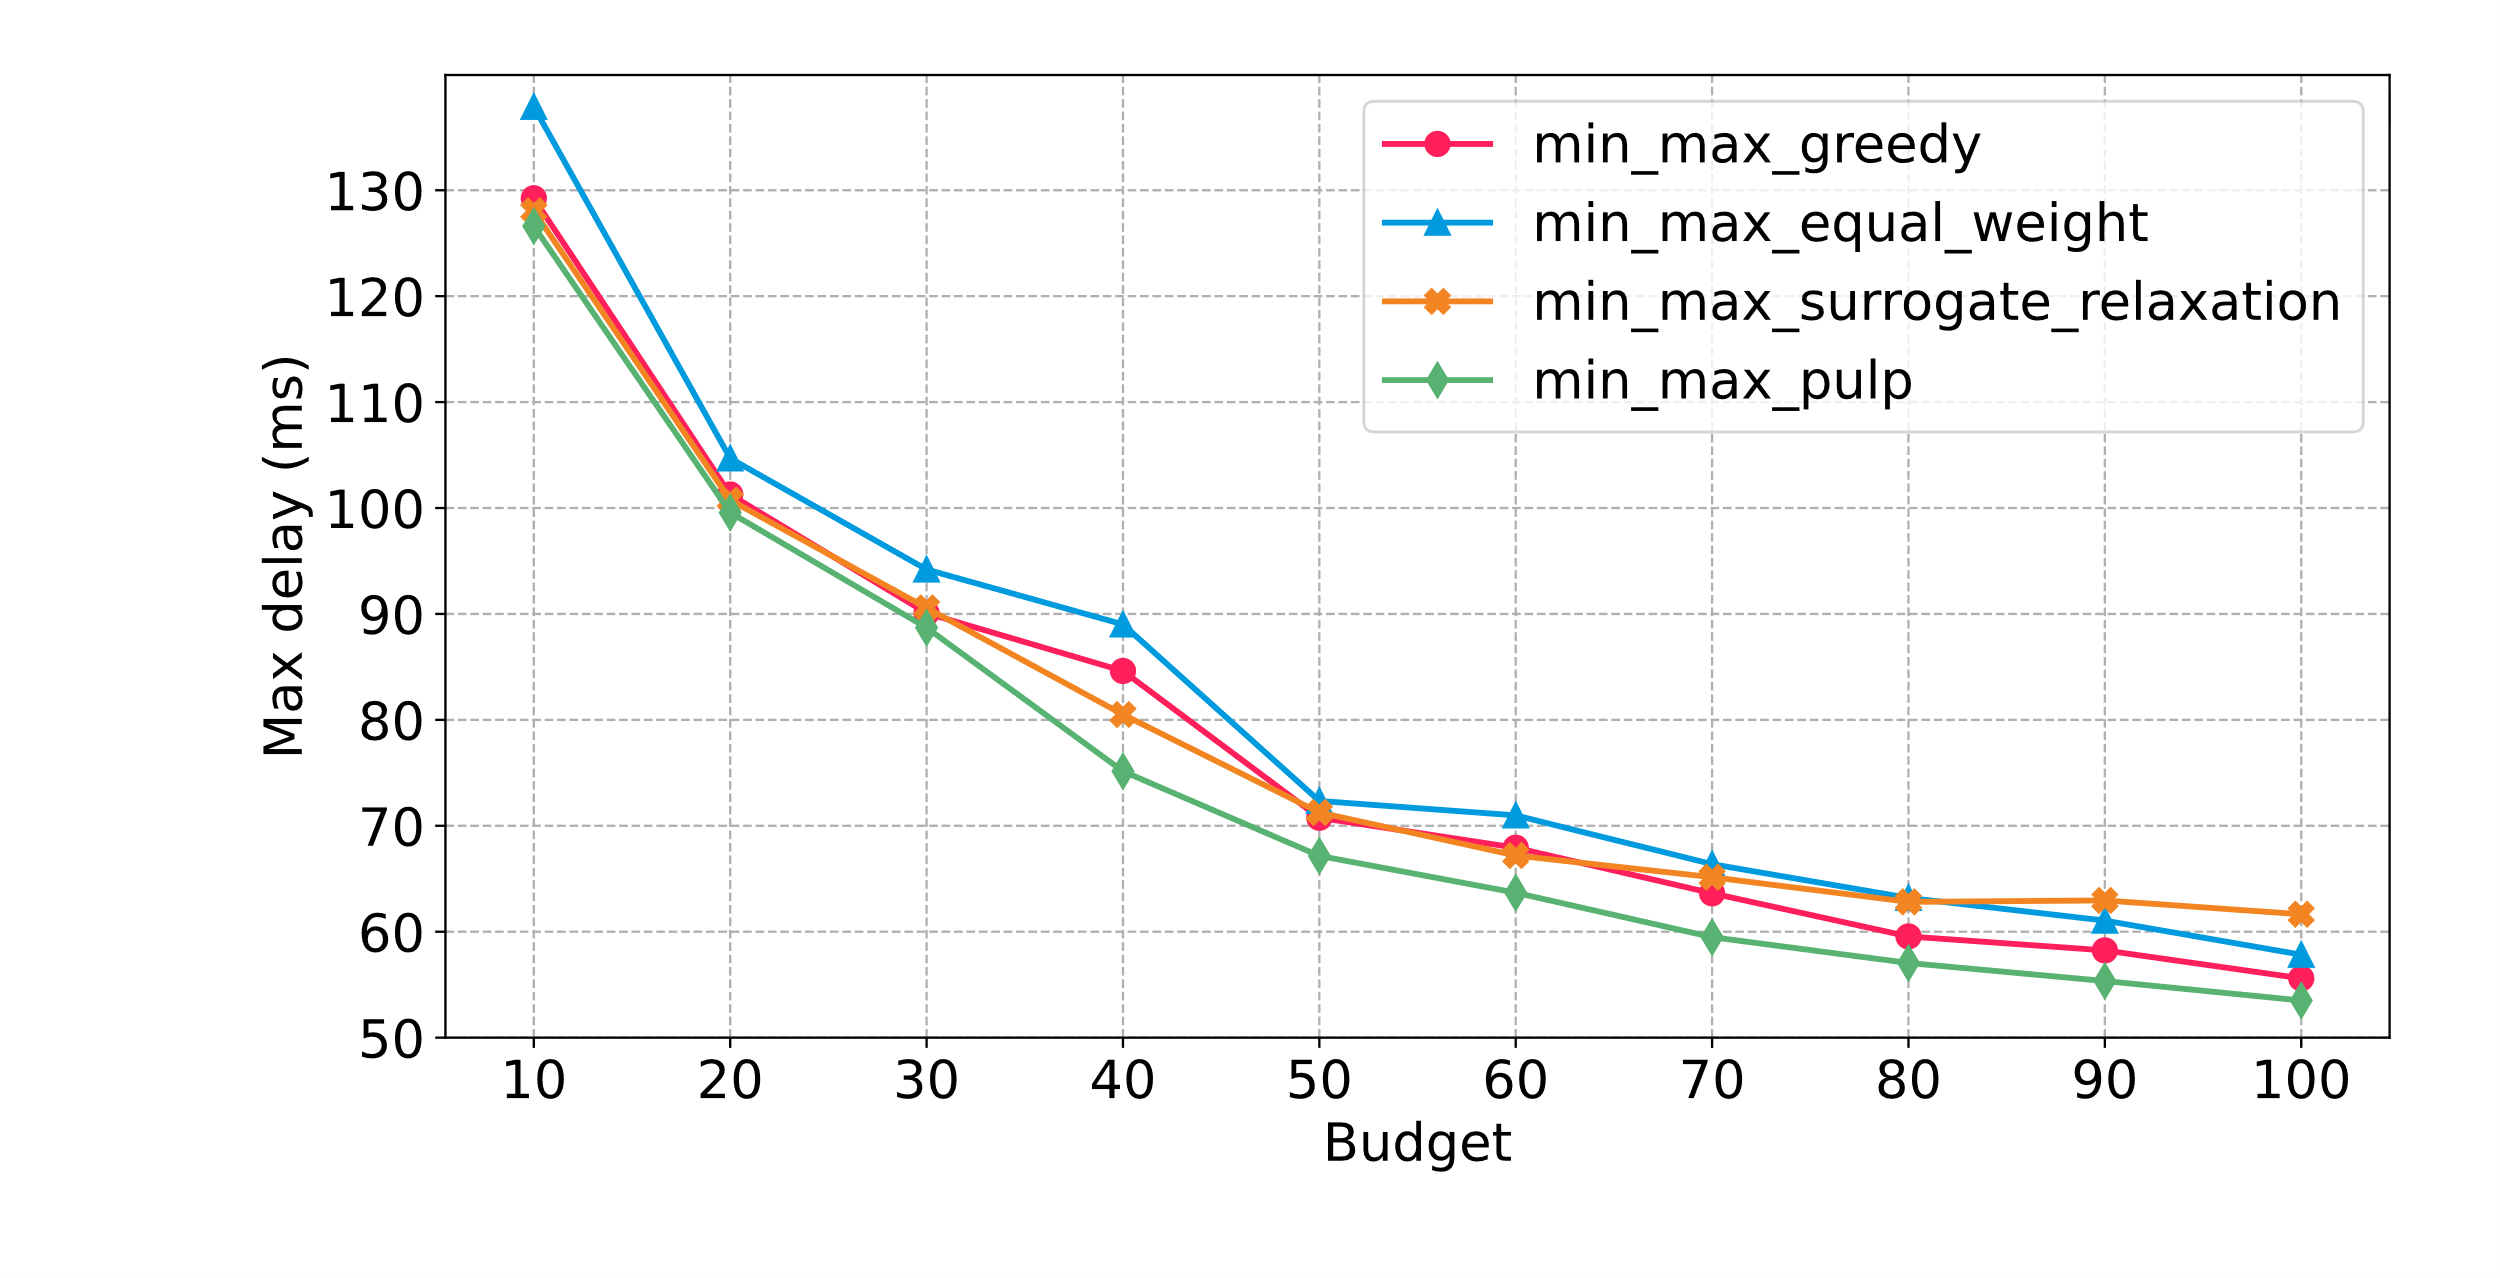 min_max_greedy
min_max_equal_weight
min_max_surrogate_relaxation
min_max_pulp
Max delay (ms)
130
120
110
100
90
80
70
60
50
10 20 30 40 50 60 70 80 90 100
Budget